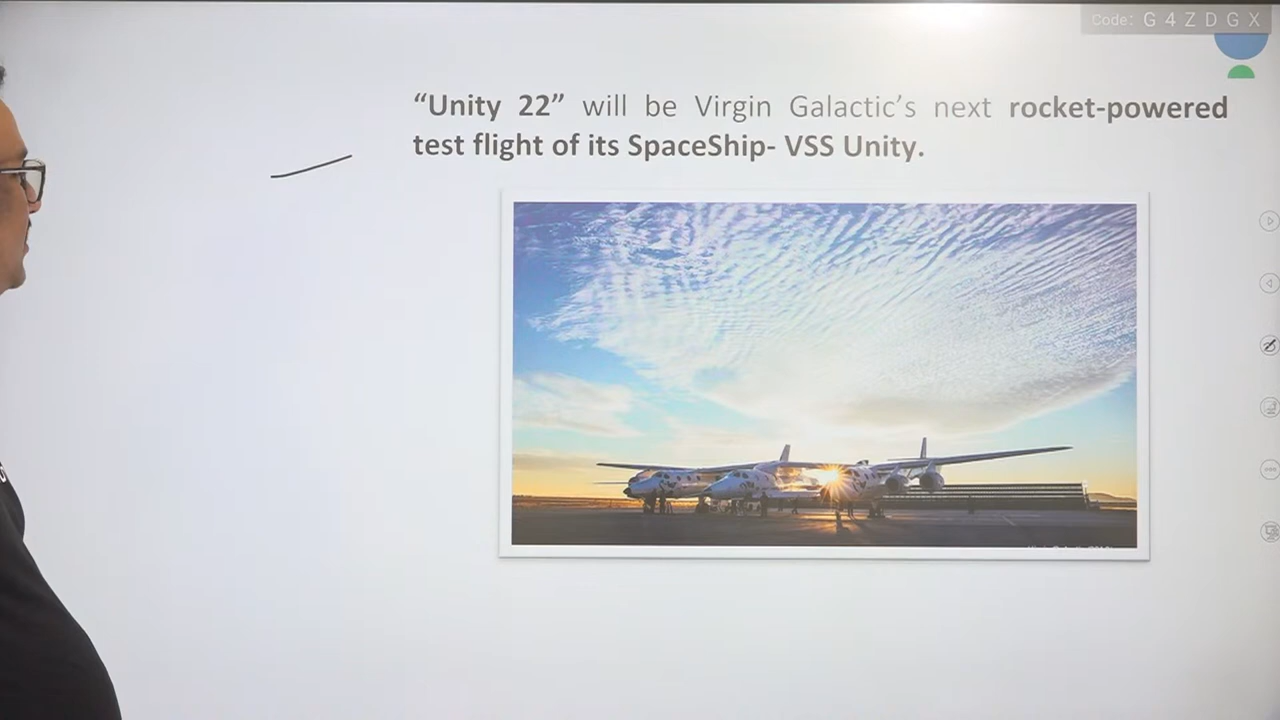 Code: G 4 Z D G X
“Unity 22” will be Virgin Galactic’s next rocket-powered
test flight of its SpaceShip- VSS Unity.